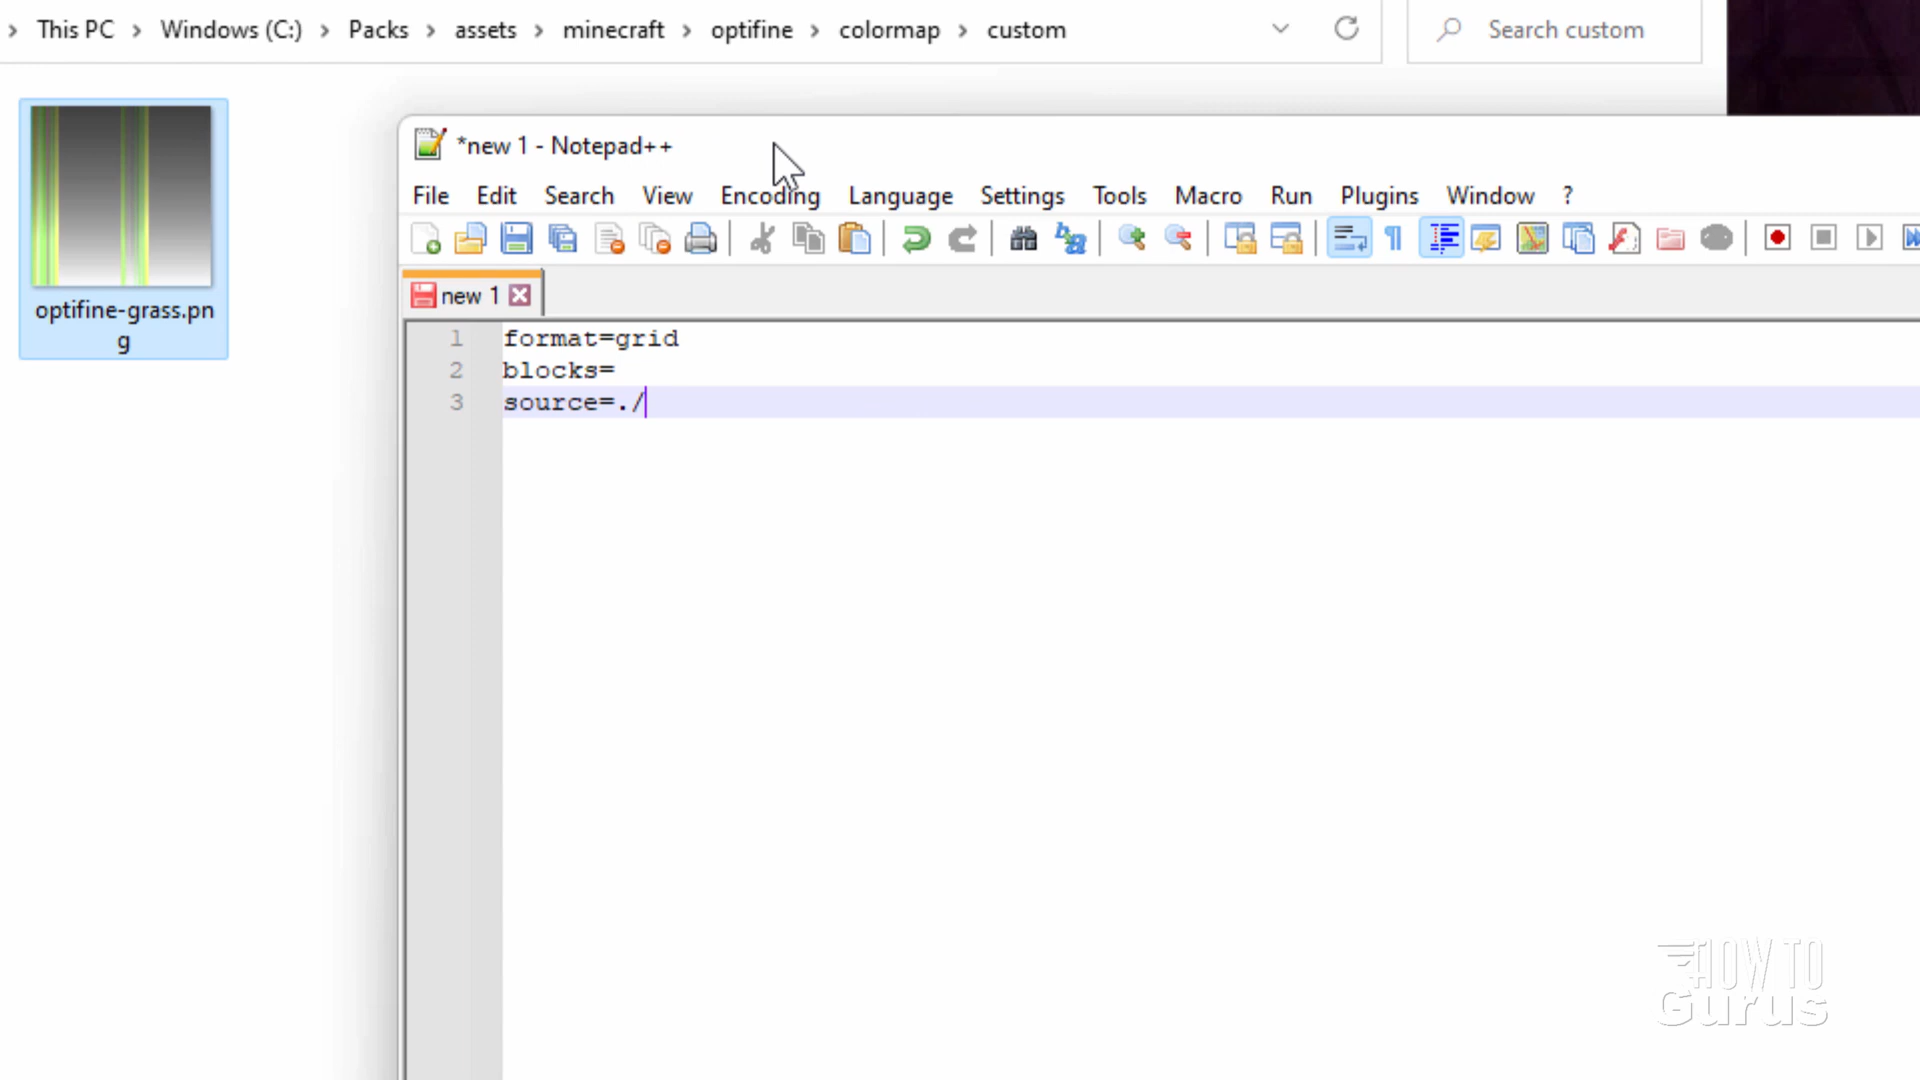 This PC > Windows (C:) > Packs > assets > minecraft > optifine > colormap > custom
Search custom
optifine-grass.pn
g
*new 1 - Notepad++
File Edit Search View Encoding Language Settings Tools Macro Run Plugins Window ?
new 1
1 format=grid
2 blocks=
3 source=./
HOW TO
Gurus